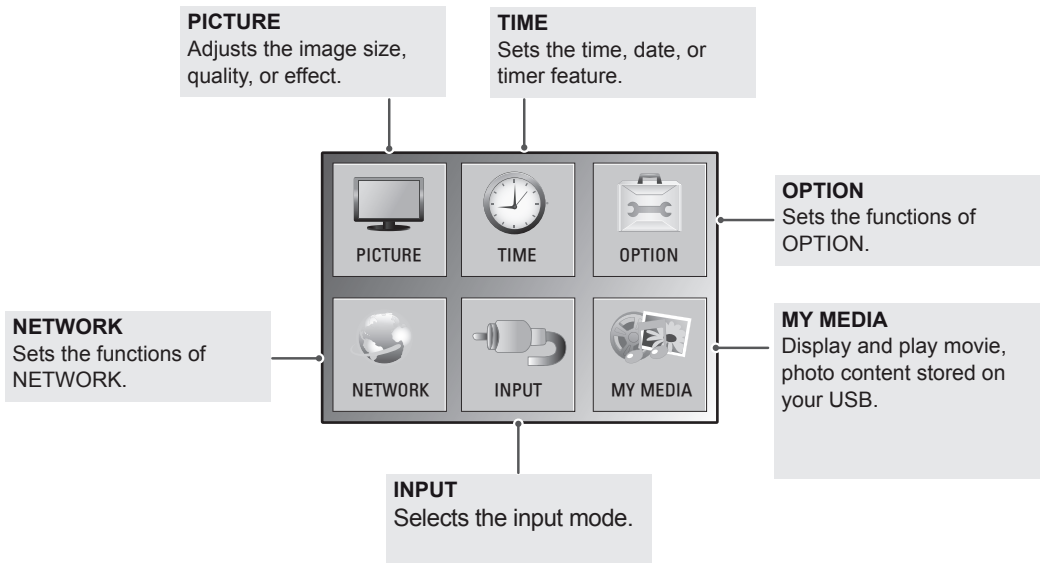 PICTURE
Adjusts the image size,
quality, or effect.
TIME
Sets the time, date, or
timer feature.
PICTURE
TIME
OPTION
OPTION
Sets the functions of
OPTION.
NETWORK
Sets the functions of
NETWORK.
NETWORK
INPUT
MY MEDIA
MY MEDIA
Display and play movie,
photo content stored on
your USB.
INPUT
Selects the input mode.